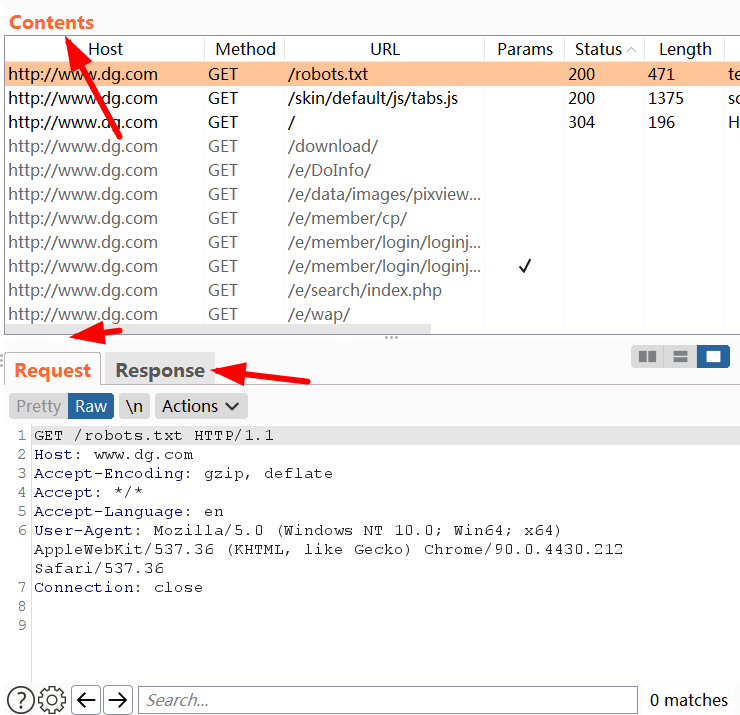 Contents
Host Method URL Params Status Length
http://www.dg.com GET /robots.txt 200 471 te
http://www.dg.com GET /skin/default/js/tabs.js 200 1375 sc
http://www.dg.com GET / 304 196 H
http://www.dg.com GET /download/
http://www.dg.com GET /e/DoInfo/
http://www.dg.com GET /e/data/images/pixview...
http://www.dg.com GET /e/member/cp/
http://www.dg.com GET /e/member/login/loginj...
http://www.dg.com GET /e/member/login/loginj... ✓
http://www.dg.com GET /e/search/index.php
http://www.dg.com GET /e/wap/
Request Response
Pretty Raw \n Actions
1 GET /robots.txt HTTP/1.1
2 Host: www.dg.com
3 Accept-Encoding: gzip, deflate
4 Accept: */*
5 Accept-Language: en
6 User-Agent: Mozilla/5.0 (Windows NT 10.0; Win64; x64)
AppleWebKit/537.36 (KHTML, like Gecko) Chrome/90.0.4430.212
Safari/537.36
7 Connection: close
8
9
? Search... 0 matches